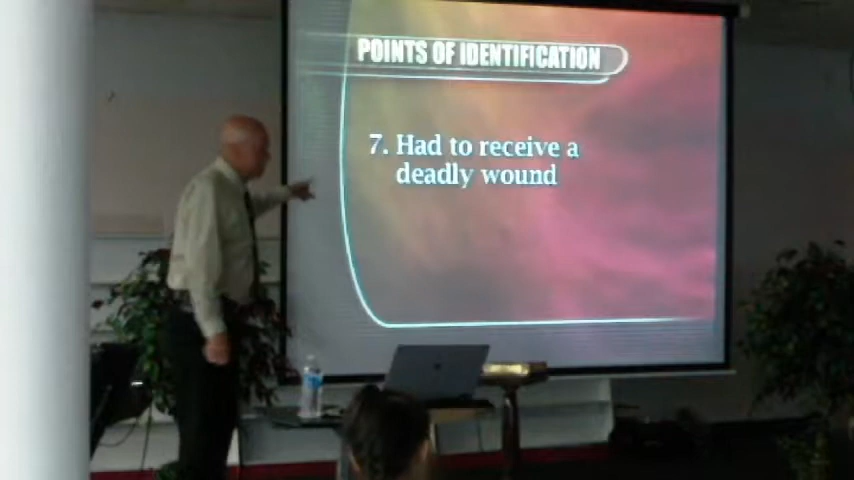 POINTS OF IDENTIFICATION
7. Had to receive a
deadly wound